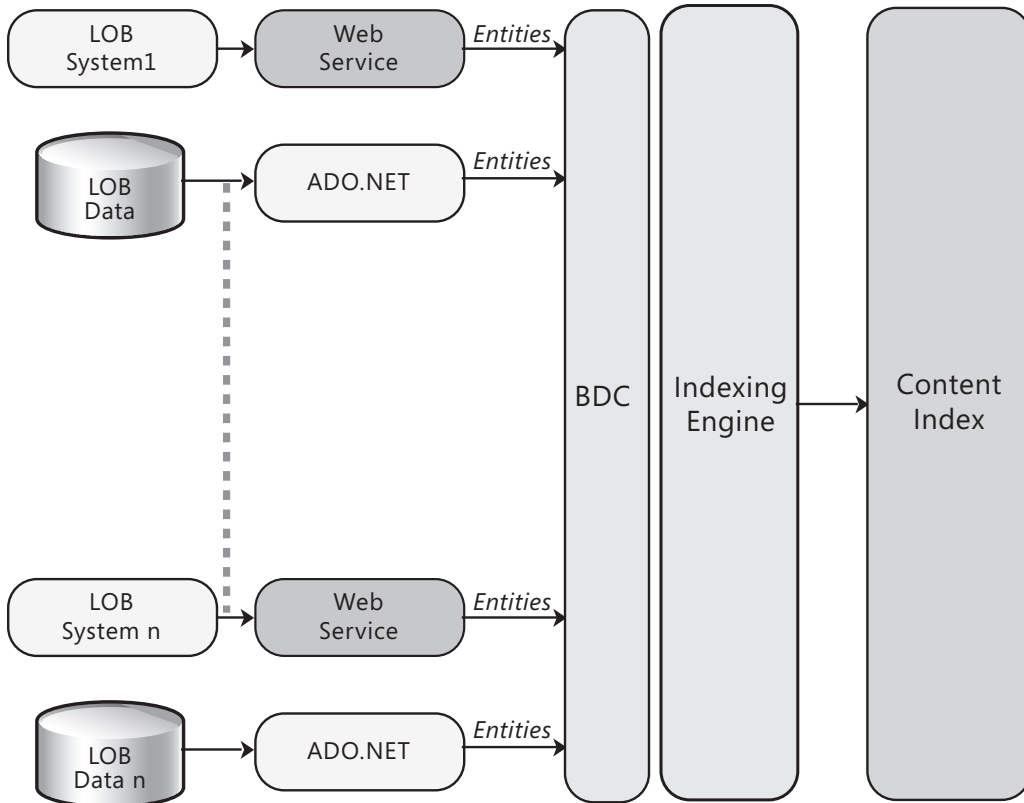 LOB
System1
Web
Service
Entities
LOB
Data
ADO.NET
Entities
BDC
Indexing
Engine
Content
Index
LOB
System n
Web
Service
Entities
LOB
Data n
ADO.NET
Entities